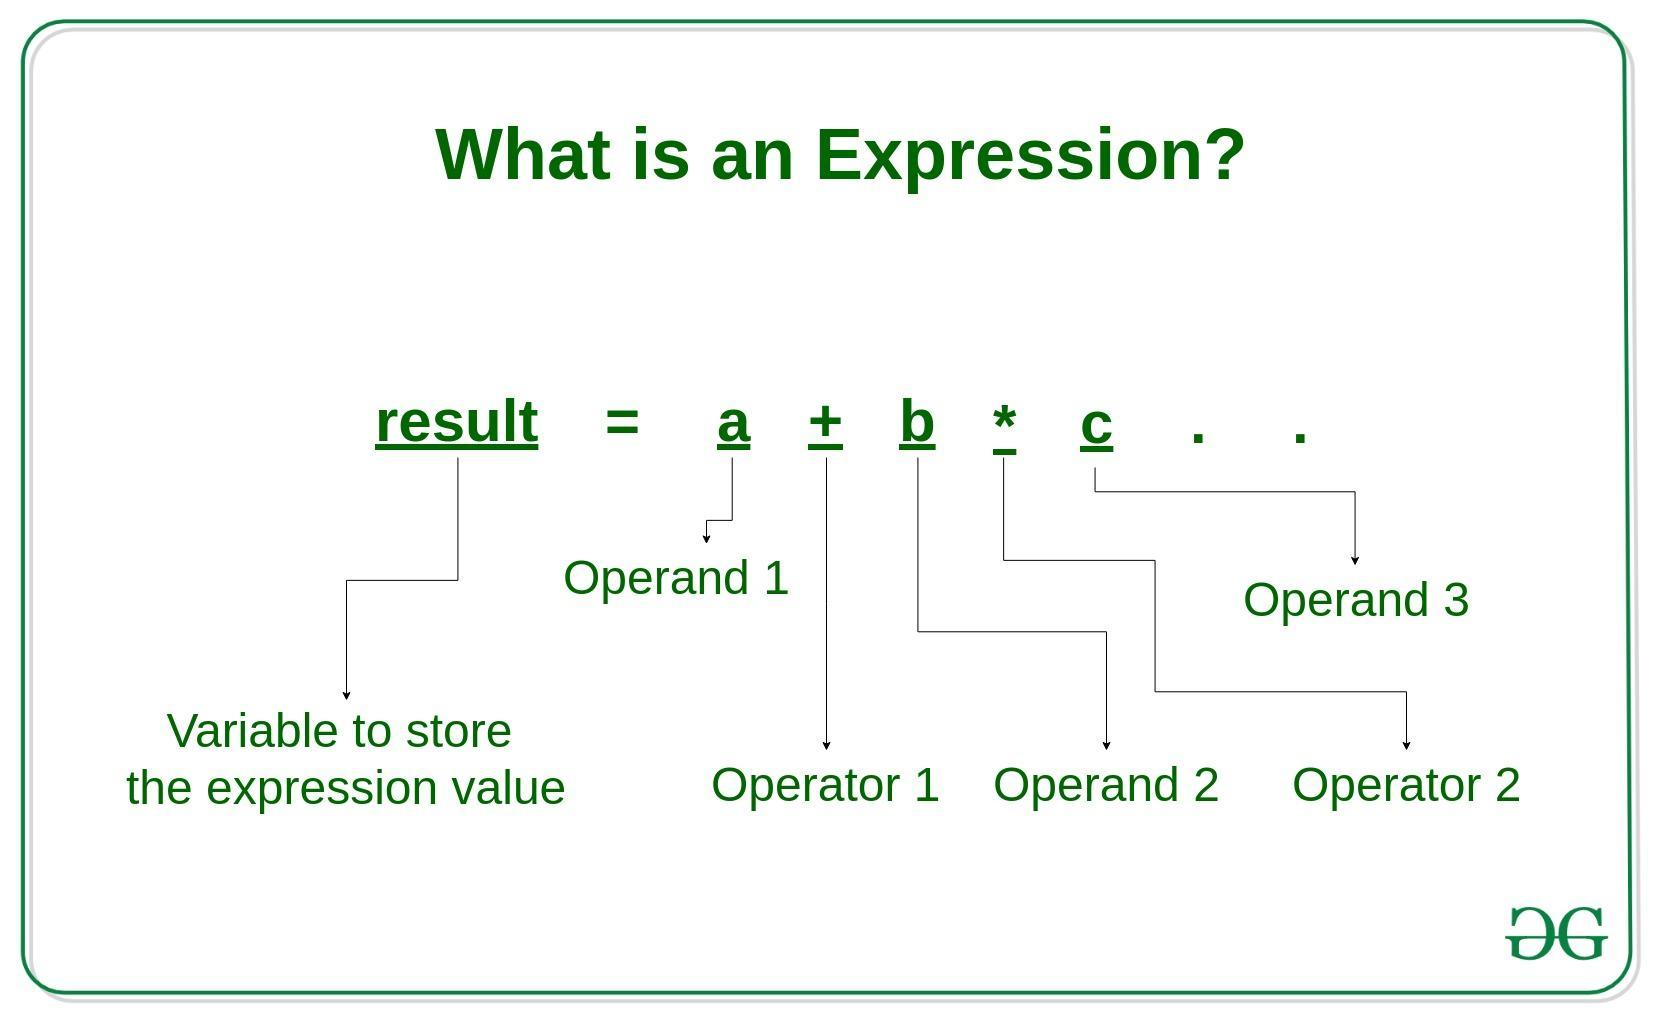 What is an Expression?
result = a + b * c . .
Operand 1
Operand 3
Variable to store
the expression value
Operator 1
Operand 2
Operator 2
GG